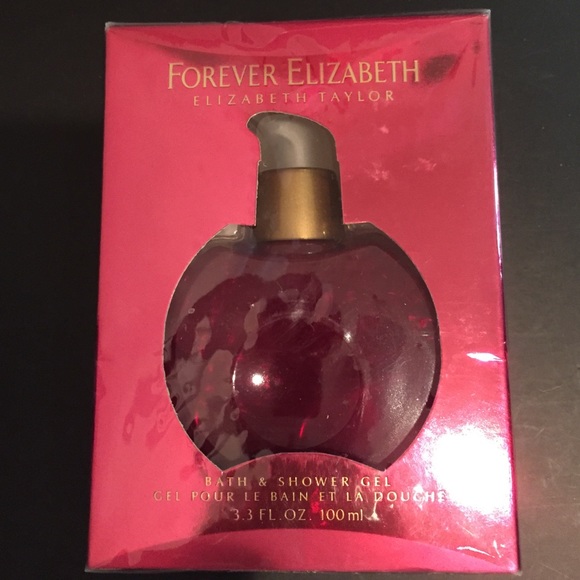 FOREVER ELIZABETH
ELIZABETH TAYLOR
BATH & SHOWER GEL
GEL POUR LE BAIN ET LA DOUCHE
3.3 FL.OZ. 100 ml